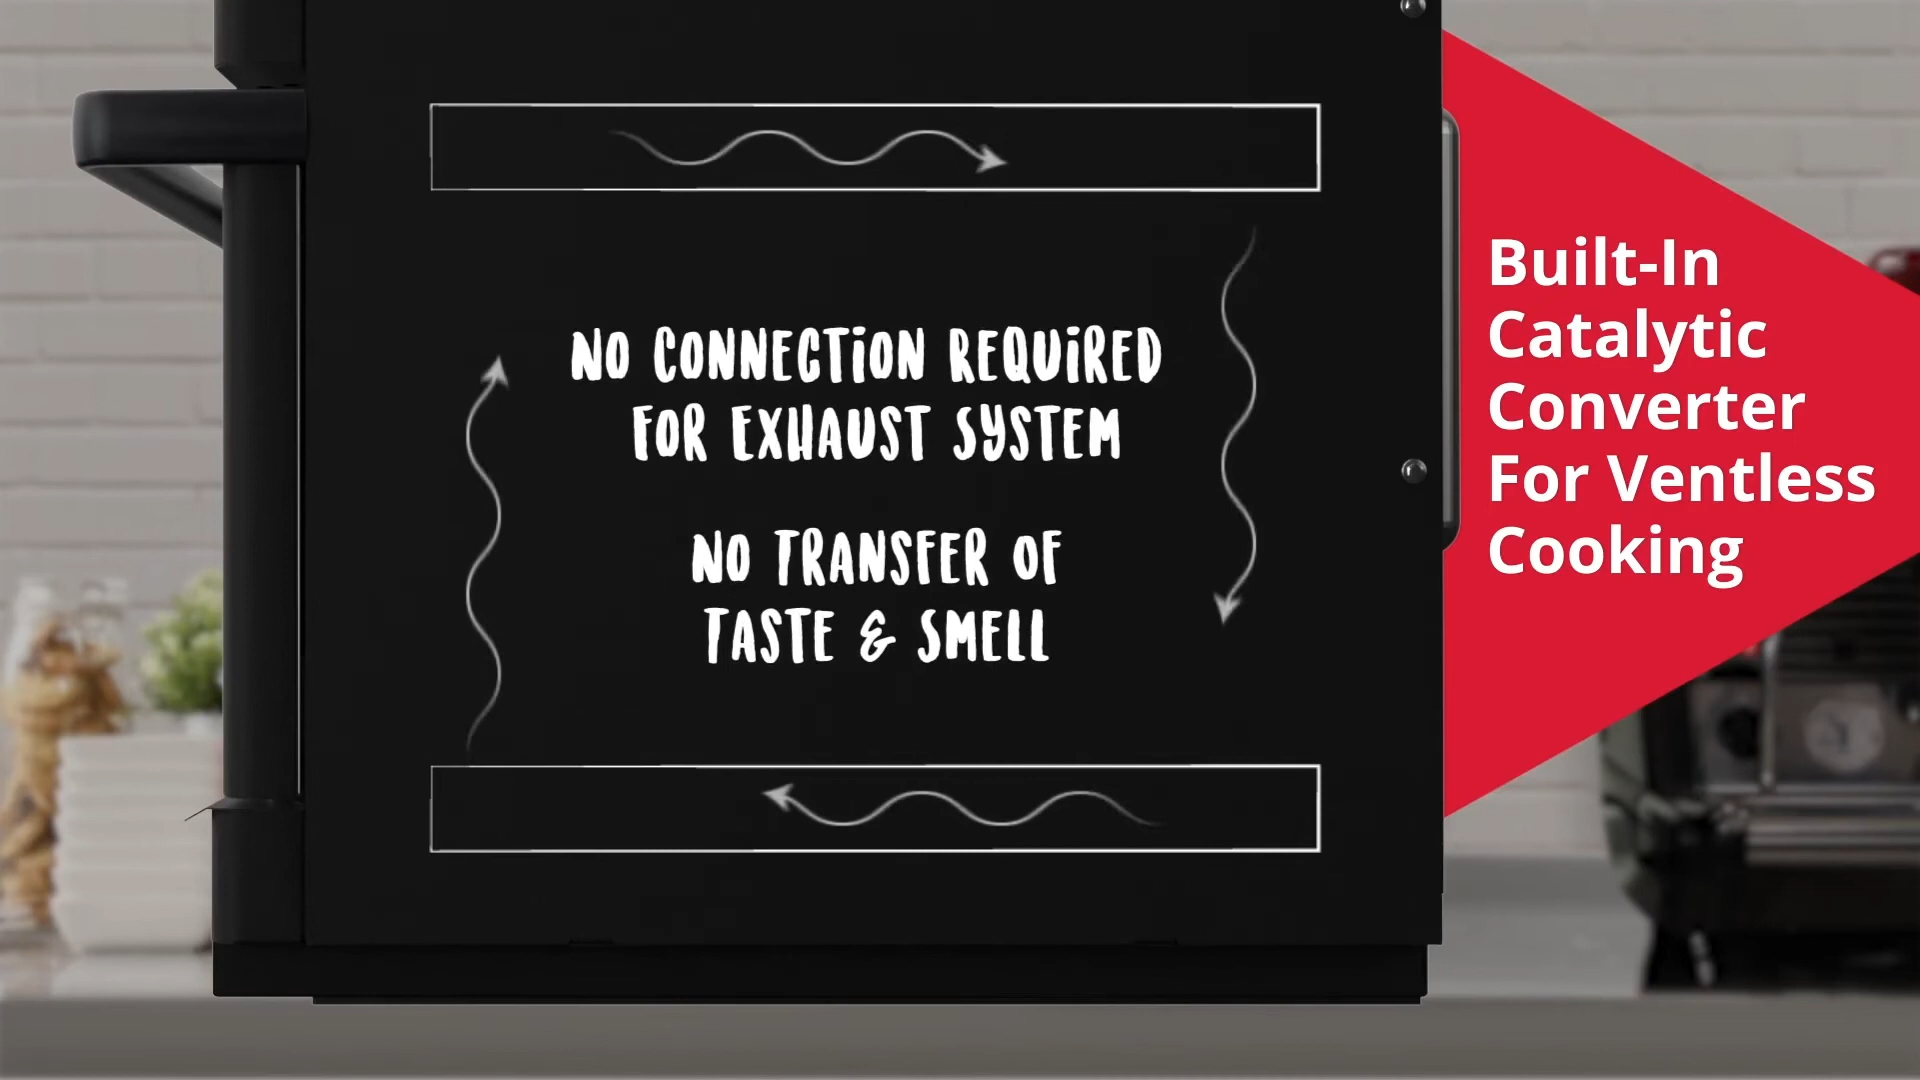 NO CONNECTION REQUIRED
FOR EXHAUST SYSTEM
NO TRANSFER OF
TASTE & SMELL
Built-In
Catalytic
Converter
For Ventless
Cooking